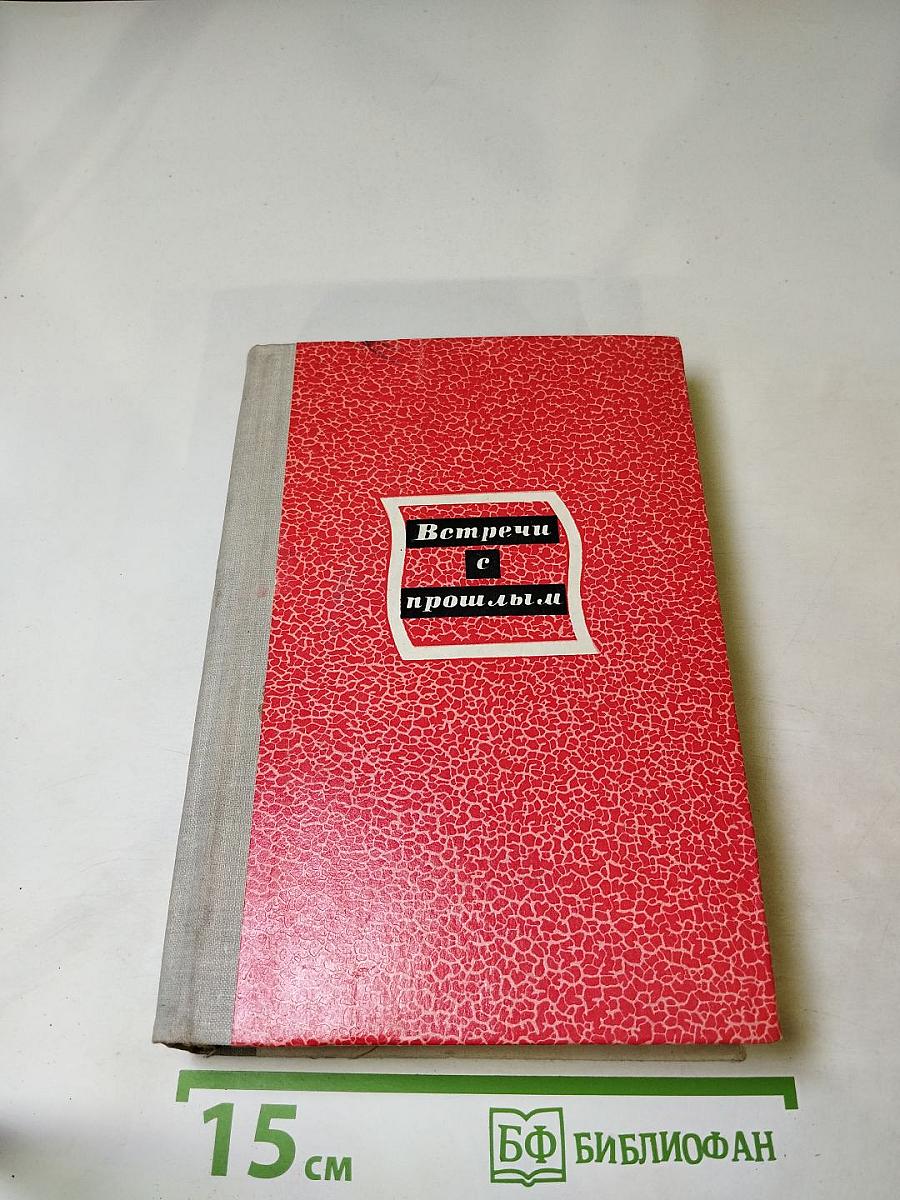 Встречи
с
прошлым
15 см
БФ БИБЛИОФАН